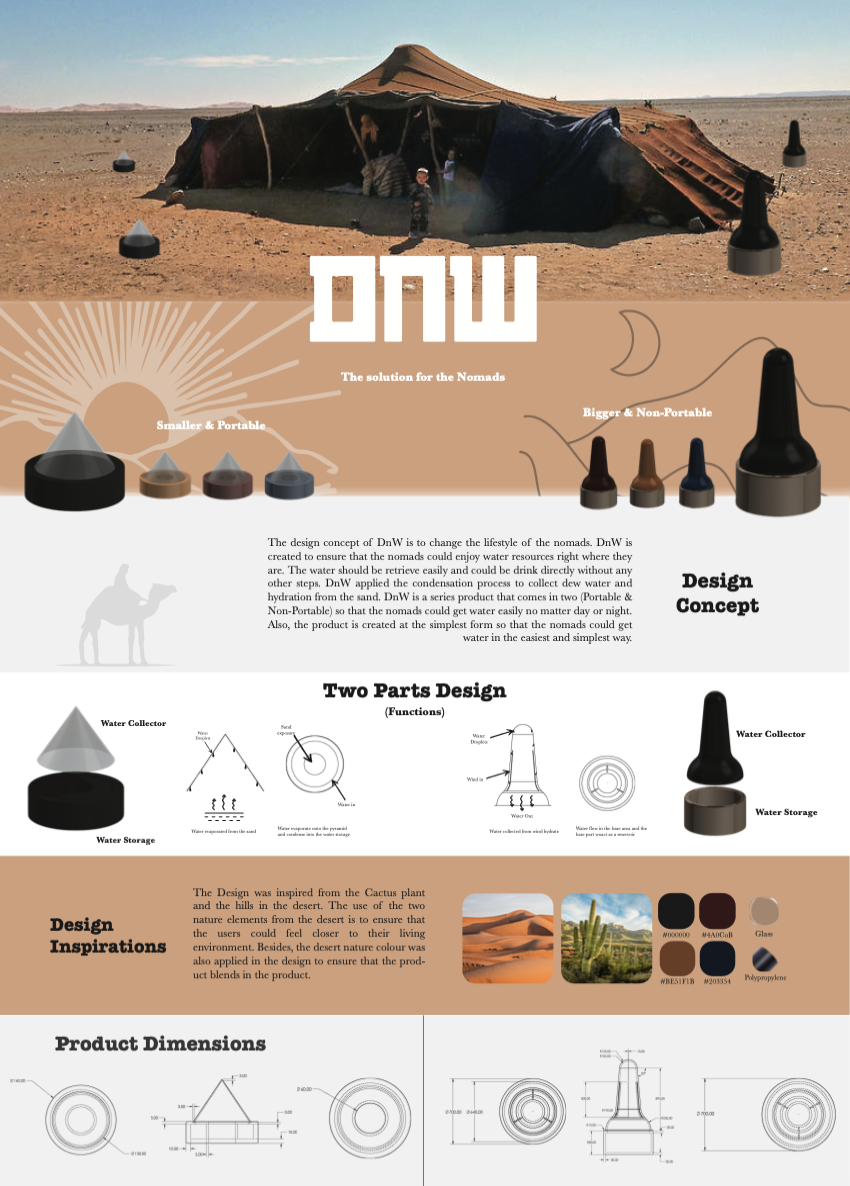 DNW
The solution for the Nomads
Smaller & Portable
Bigger & Non-Portable
The design concept of DnW is to change the lifestyle of the nomads. DnW is
created to ensure that the nomads could enjoy water resources right where they
are. The water should be retrieve easily and could be drink directly without any
other steps. DnW applied the condensation process to collect dew water and
hydration from the sand. DnW is a series product that comes in two (Portable &
Non-Portable) so that the nomads could get water easily no matter day or night.
Also, the product is created at the simplest form so that the nomads could get
water in the easiest and simplest way.
Design
Concept
Two Parts Design
(Functions)
Water Collector
Water Storage
Water
Droplets
Water evaporated from the sand
Sand
exposure
Water in
Water evaporate onto the pyramid
and condense into the water storage
Water
Droplets
Wind in
Water Out
Water collected from wind hydrate
Water flow in the base area and the
base part woact as a reservoir
Water Collector
Water Storage
Design
Inspirations
The Design was inspired from the Cactus plant
and the hills in the desert. The use of the two
nature elements from the desert is to ensure that
the users could feel closer to their living
environment. Besides, the desert nature colour was
also applied in the design to ensure that the prod-
uct blends in the product.
#000000
#4A0C0B
Glass
#BE51F1B
#203354
Polypropylene
Product Dimensions